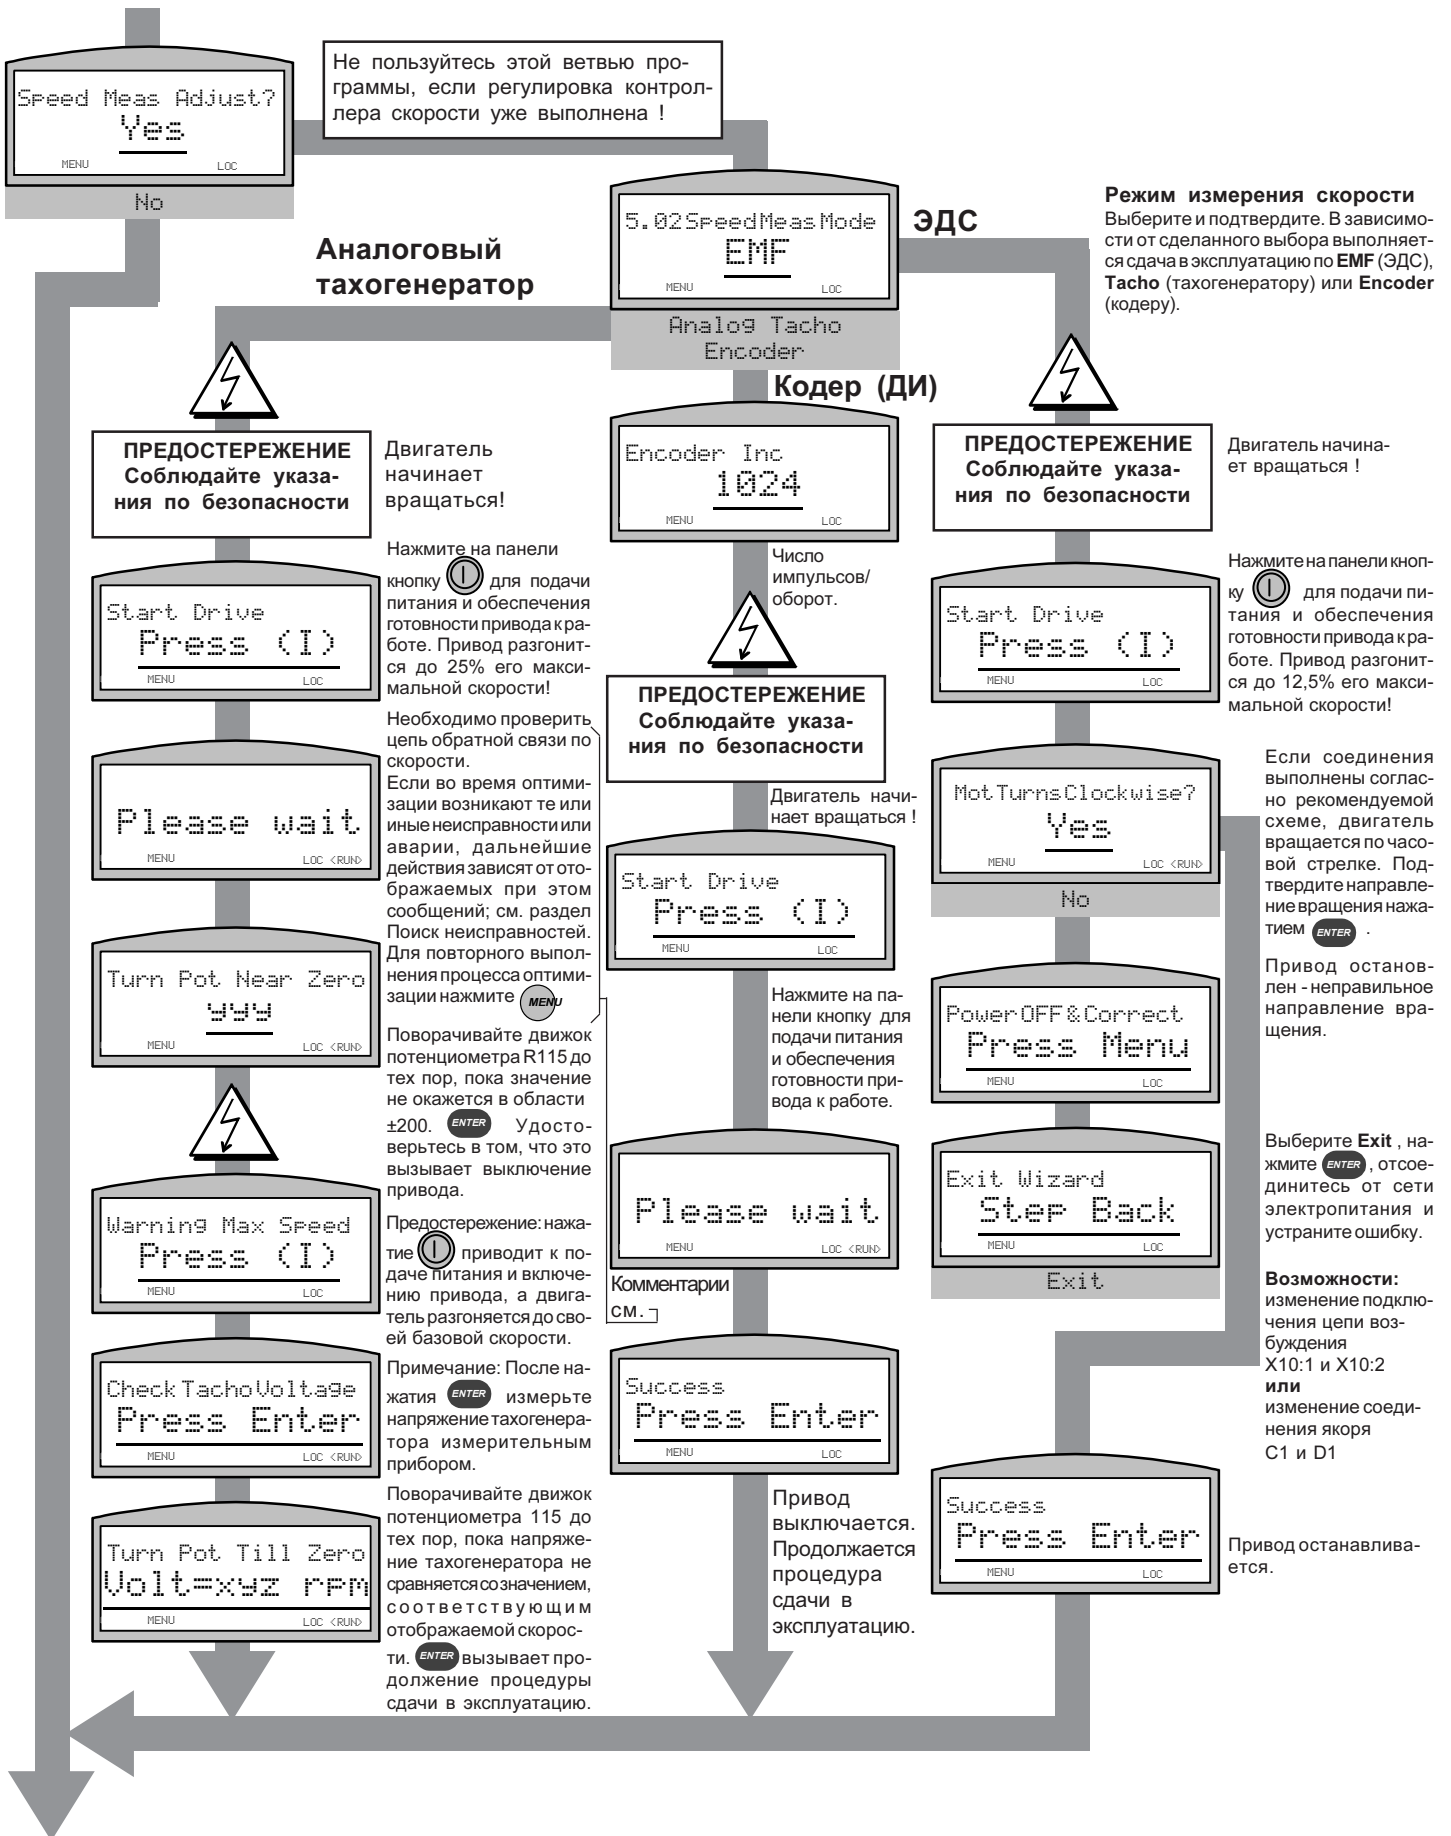 Speed Meas Adjust?
Yes
MENU LOC
No
Не пользуйтесь этой ветвью про-
граммы, если регулировка контрол-
лера скорости уже выполнена !
5.02SpeedMeasMode
EMF
MENU LOC
Analog Tacho
Encoder
ЭДС
Режим измерения скорости
Выберите и подтвердите. В зависимо-
сти от сделанного выбора выполняет-
ся сдача в эксплуатацию по EMF (ЭДС),
Tacho (тахогенератору) или Encoder
(кодеру).
Аналоговый
тахогенератор
ПРЕДОСТЕРЕЖЕНИЕ
Соблюдайте указа-
ния по безопасности
Двигатель
начинает
вращаться!
Start Drive
Press (I)
MENU LOC
Нажмите на панели
кнопку для подачи
питания и обеспечения
готовности привода к ра-
боте. Привод разгонит-
ся до 25% его макси-
мальной скорости!
Please wait
MENU LOC <RUN>
Необходимо проверить
цепь обратной связи по
скорости.
Если во время оптими-
зации возникают те или
иные неисправности или
аварии, дальнейшие
действия зависят от ото-
бражаемых при этом
сообщений; см. раздел
Поиск неисправностей.
Для повторного выпол-
нения процесса оптими-
зации нажмите MENU
Turn Pot Near Zero
yyy
MENU LOC <RUN>
Поворачивайте движок
потенциометра R115 до
тех пор, пока значение
не окажется в области
±200. ENTER Удосто-
верьтесь в том, что это
вызывает выключение
привода.
Warning Max Speed
Press (I)
MENU LOC
Предостережение: нажа-
тие приводит к по-
даче питания и включе-
нию привода, а двига-
тель разгоняется до сво-
ей базовой скорости.
Check TachoVoltage
Press Enter
MENU LOC <RUN>
Примечание: После на-
жатия ENTER измерьте
напряжение тахогенера-
тора измерительным
прибором.
Turn Pot Till Zero
Volt=xyz rpm
MENU LOC <RUN>
Поворачивайте движок
потенциометра 115 до
тех пор, пока напряже-
ние тахогенератора не
сравняется со значением,
соответствующим
отображаемой скорос-
ти. ENTER вызывает про-
должение процедуры
сдачи в эксплуатацию.
Кодер (ДИ)
Encoder Inc
1024
MENU LOC
Число
импульсов/
оборот.
ПРЕДОСТЕРЕЖЕНИЕ
Соблюдайте указа-
ния по безопасности
Двигатель начи-
нает вращаться !
Start Drive
Press (I)
MENU LOC
Нажмите на па-
нели кнопку для
подачи питания
и обеспечения
готовности при-
вода к работе.
Please wait
MENU LOC <RUN>
Комментарии
см.
Success
Press Enter
MENU LOC
Привод
выключается.
Продолжается
процедура
сдачи в
эксплуатацию.
ПРЕДОСТЕРЕЖЕНИЕ
Соблюдайте указа-
ния по безопасности
Двигатель начина-
ет вращаться !
Start Drive
Press (I)
MENU LOC
Нажмите на панели кноп-
ку для подачи пи-
тания и обеспечения
готовности привода к ра-
боте. Привод разгонит-
ся до 12,5% его макси-
мальной скорости!
Mot TurnsClockwise?
Yes
MENU LOC <RUN>
No
Если соединения
выполнены соглас-
но рекомендуемой
схеме, двигатель
вращается по часо-
вой стрелке. Под-
твердите направле-
ние вращения нажа-
тием ENTER .
Power OFF & Correct
Press Menu
MENU LOC
Привод останов-
лен - неправильное
направление вра-
щения.
Exit Wizard
Step Back
MENU LOC
Exit
Выберите Exit , на-
жмите ENTER , отсое-
динитесь от сети
электропитания и
устраните ошибку.
Возможности:
изменение подклю-
чения цепи воз-
буждения
X10:1 и X10:2
или
изменение соеди-
нения якоря
C1 и D1
Success
Press Enter
MENU LOC
Привод останавлива-
ется.